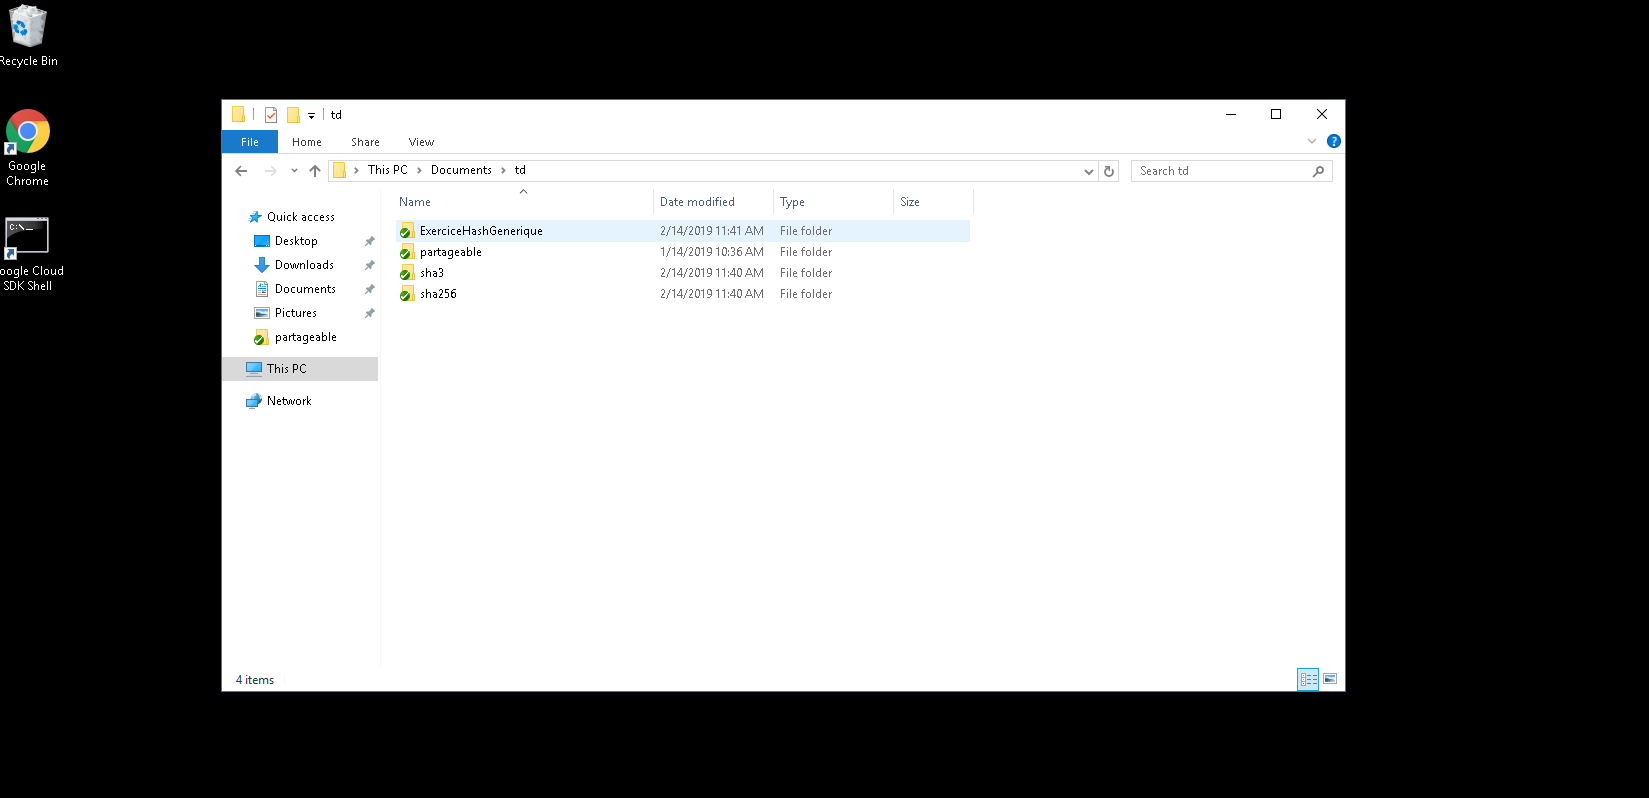 Recycle Bin
Google
Chrome
C:\._
oogle Cloud
SDK Shell
td
File Home Share View
This PC Documents td
Search td
Name Date modified Type Size
Quick access
Desktop
Downloads
Documents
Pictures
partageable
This PC
Network
ExerciceHashGenerique 2/14/2019 11:41 AM File folder
partageable 1/14/2019 10:36 AM File folder
sha3 2/14/2019 11:40 AM File folder
sha256 2/14/2019 11:40 AM File folder
4 items